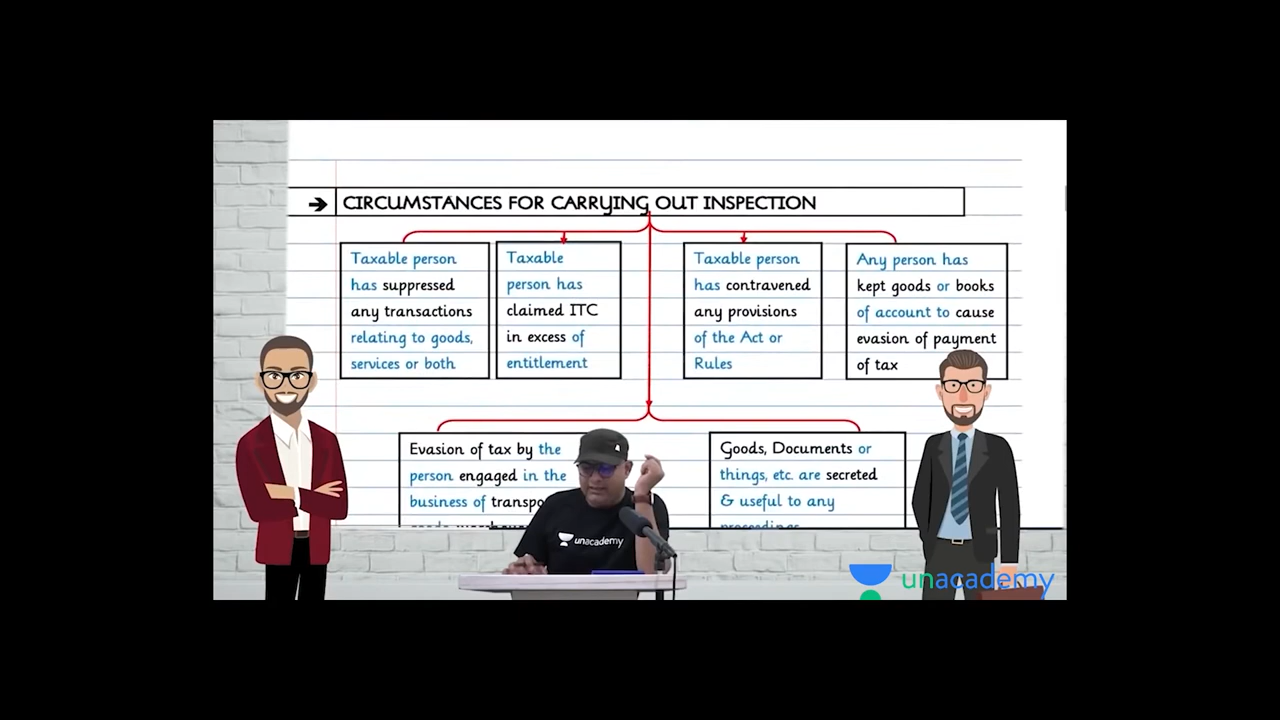 → CIRCUMSTANCES FOR CARRYING OUT INSPECTION
Taxable person
has suppressed
any transactions
relating to goods,
services or both
Taxable
person has
claimed ITC
in excess of
entitlement
Taxable person
has contravened
any provisions
of the Act or
Rules
Any person has
kept goods or books
of account to cause
evasion of payment
of tax
Evasion of tax by the
person engaged in the
business of
Goods, Documents or
things, etc. are secreted
& useful to any
proceedings
unacademy
unacademy